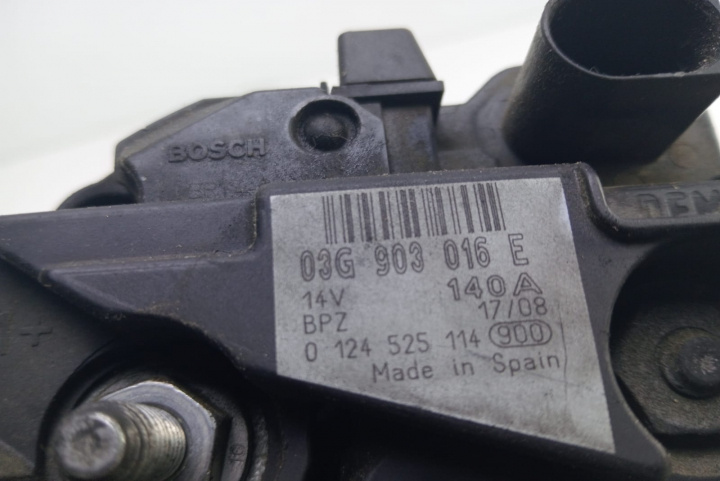 BOSCH
03G 903 016 E
14V 140A
BPZ 17/08
0 124 525 114 900
Made in Spain